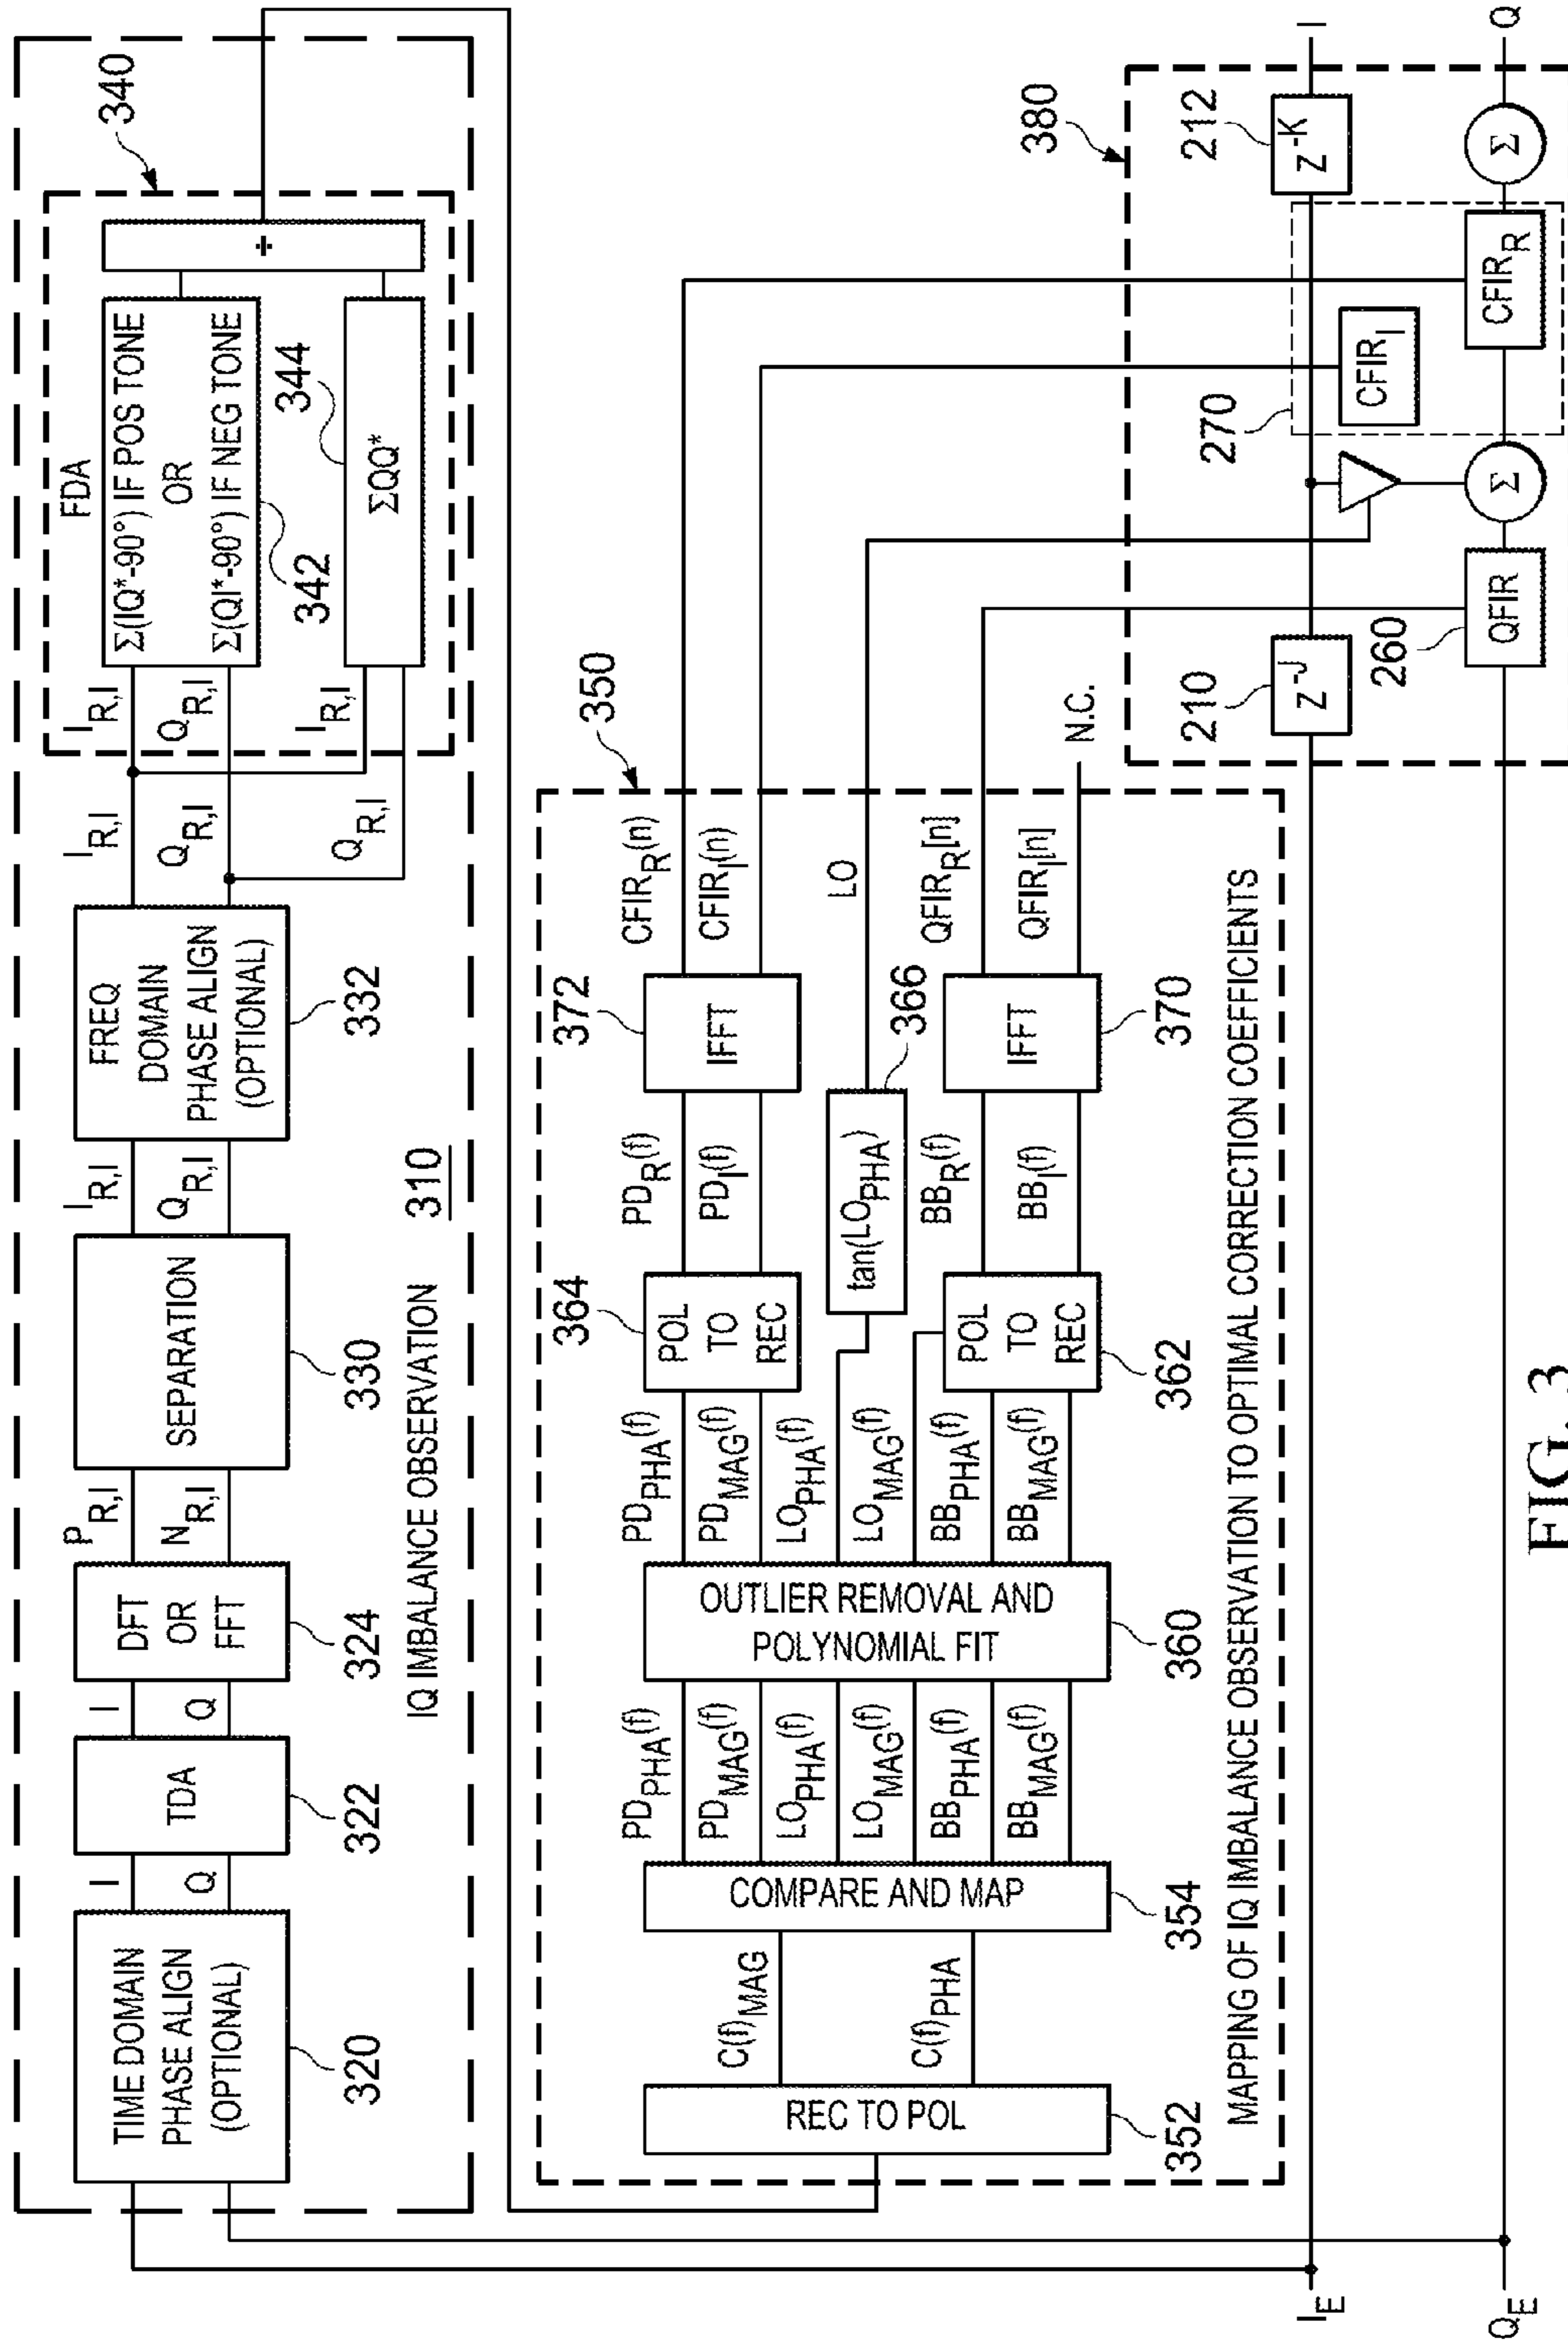 TIME DOMAIN
PHASE ALIGN
(OPTIONAL)
320
I
Q
TDA
322
I
Q
DFT
OR
FFT
324
P_R,I
N_R,I
SEPARATION
330
I_R,I
Q_R,I
FREQ
DOMAIN
PHASE ALIGN
(OPTIONAL)
332
I_R,I
Q_R,I
Q_R,I
I_R,I
Q_R,I
I_R,I
FDA
Σ(IQ*-90°) IF POS TONE
OR
Σ(QI*-90°) IF NEG TONE
342
344
ΣQQ*
÷
340
IQ IMBALANCE OBSERVATION
310
REC TO POL
352
C(f)_MAG
C(f)_PHA
COMPARE AND MAP
354
PD_PHA(f)
PD_MAG(f)
LO_PHA(f)
LO_MAG(f)
BB_PHA(f)
BB_MAG(f)
OUTLIER REMOVAL AND
POLYNOMIAL FIT
360
PD_PHA(f)
PD_MAG(f)
LO_PHA(f)
LO_MAG(f)
BB_PHA(f)
BB_MAG(f)
364
POL
TO
REC
POL
TO
REC
362
PD_R(f)
PD_I(f)
tan(LO_PHA)
366
BB_R(f)
BB_I(f)
372
IFFT
IFFT
370
CFIR_R(n)
CFIR_I(n)
LO
QFIR_R[n]
QFIR_I[n]
350
N.C.
MAPPING OF IQ IMBALANCE OBSERVATION TO OPTIMAL CORRECTION COEFFICIENTS
I_E
Q_E
210
Z^-J
260
QFIR
Σ
270
CFIR_I
CFIR_R
380
212
Z^-K
Σ
I
Q
FIG. 3